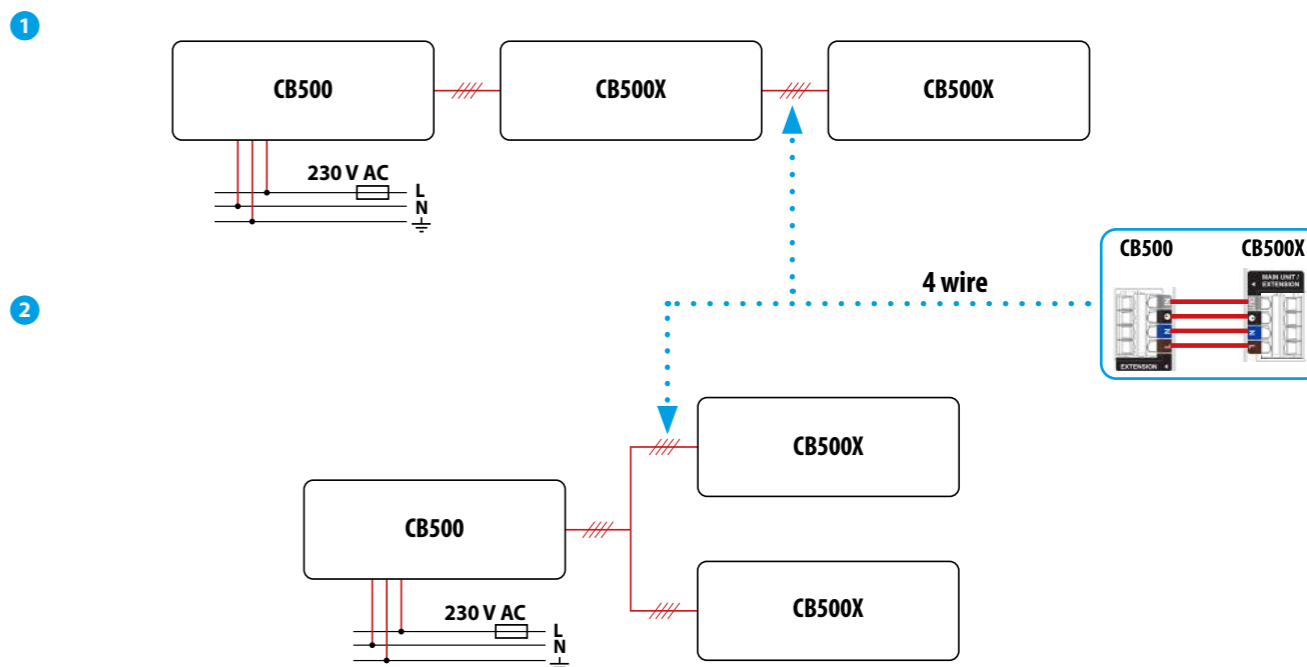 1
CB500
CB500X
CB500X
230 V AC
L
N
CB500
CB500X
MAIN UNIT /
EXTENSION
N
L
N
L
EXTENSION
4 wire
2
CB500X
CB500
CB500X
230 V AC
L
N